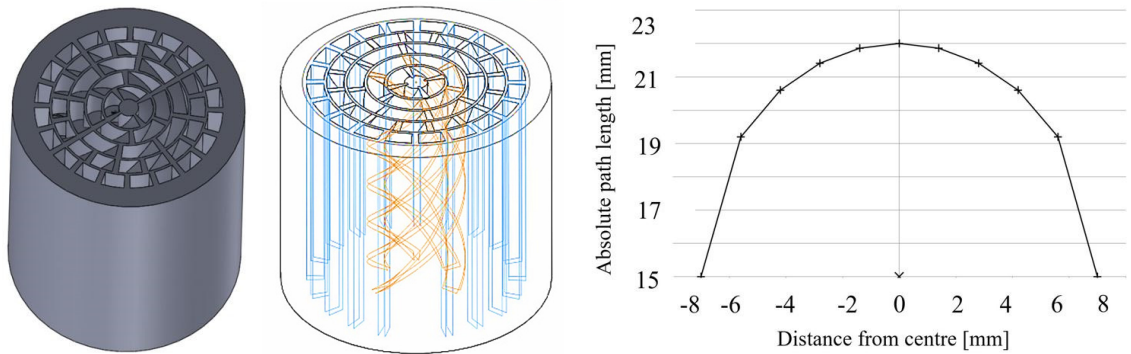 Absolute path length [mm]
23
21
19
17
15
-8 -6 -4 -2 0 2 4 6 8
Distance from centre [mm]